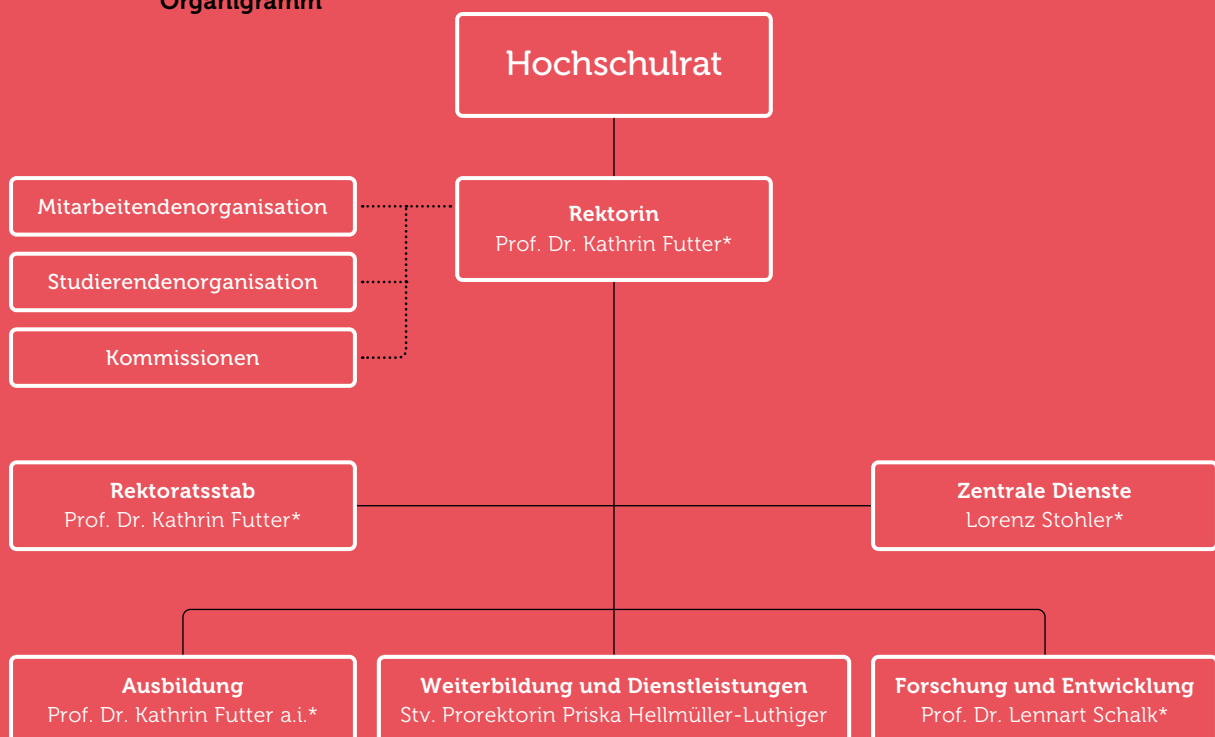 Organigramm
Hochschulrat
Mitarbeitendenorganisation
Rektorin
Prof. Dr. Kathrin Futter*
Studierendenorganisation
Kommissionen
Rektoratsstab
Prof. Dr. Kathrin Futter*
Zentrale Dienste
Lorenz Stohler*
Ausbildung
Prof. Dr. Kathrin Futter a.i.*
Weiterbildung und Dienstleistungen
Stv. Prorektorin Priska Hellmüller-Luthiger
Forschung und Entwicklung
Prof. Dr. Lennart Schalk*